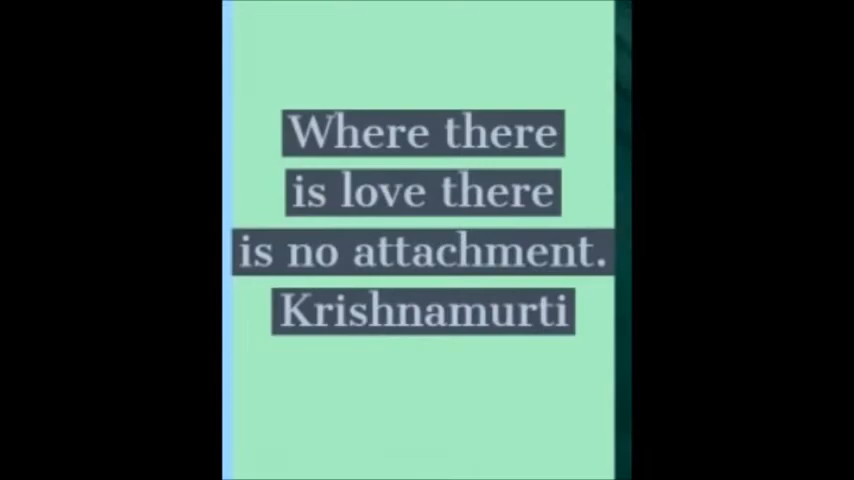 Where there
is love there
is no attachment.
Krishnamurti